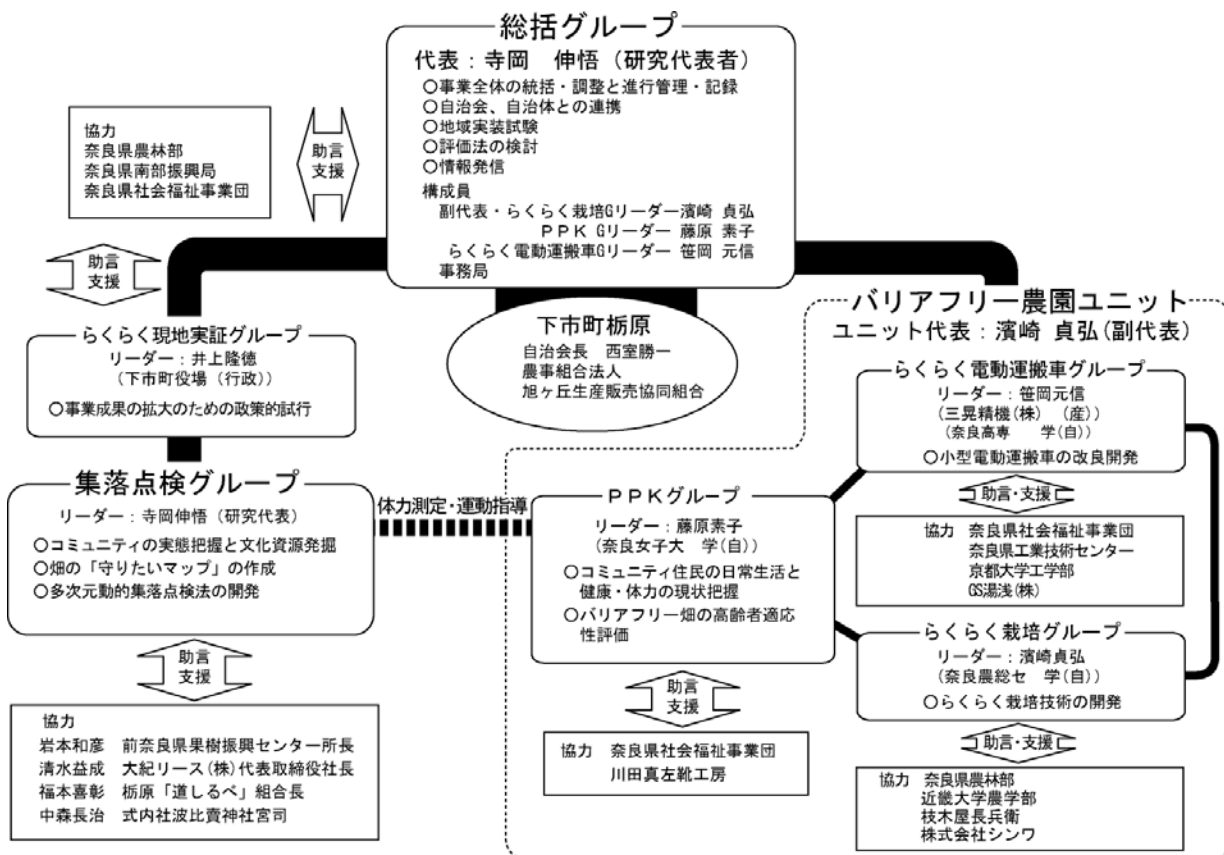 総括グループ
代表：寺岡　伸悟（研究代表者）
○事業全体の統括・調整と進行管理・記録
○自治会、自治体との連携
○地域実装試験
○評価法の検討
○情報発信
構成員
副代表・らくらく栽培Gリーダー濱崎 貞弘
ＰＰＫ Gリーダー 藤原 素子
らくらく電動運搬車Gリーダー 笹岡 元信
事務局
協力
奈良県農林部
奈良県南部振興局
奈良県社会福祉事業団
助言
支援
助言
支援
下市町栃原
自治会長　西室勝一
農事組合法人
旭ヶ丘生産販売協同組合
らくらく現地実証グループ
リーダー：井上隆徳
（下市町役場（行政））
○事業成果の拡大のための政策的試行
集落点検グループ
リーダー：寺岡伸悟（研究代表）
○コミュニティの実態把握と文化資源発掘
○畑の「守りたいマップ」の作成
○多次元動的集落点検法の開発
助言
支援
協力
岩本和彦　前奈良県果樹振興センター所長
清水益成　大紀リース(株)代表取締役社長
福本喜彰　栃原「道しるべ」組合長
中森長治　式内社波比賣神社宮司
体力測定・運動指導
バリアフリー農園ユニット
ユニット代表：濱崎 貞弘(副代表)
ＰＰＫグループ
リーダー：藤原素子
(奈良女子大　学(自))
○コミュニティ住民の日常生活と
健康・体力の現状把握
○バリアフリー畑の高齢者適応
性評価
助言
支援
協力　奈良県社会福祉事業団
川田真左靴工房
らくらく電動運搬車グループ
リーダー：笹岡元信
(三晃精機(株)　(産))
(奈良高専　　学(自))
○小型電動運搬車の改良開発
助言・支援
協力　奈良県社会福祉事業団
奈良県工業技術センター
京都大学工学部
GS湯浅(株)
らくらく栽培グループ
リーダー：濱崎貞弘
(奈良農総セ　学(自))
○らくらく栽培技術の開発
助言・支援
協力　奈良県農林部
近畿大学農学部
枝木屋長兵衛
株式会社シンワ